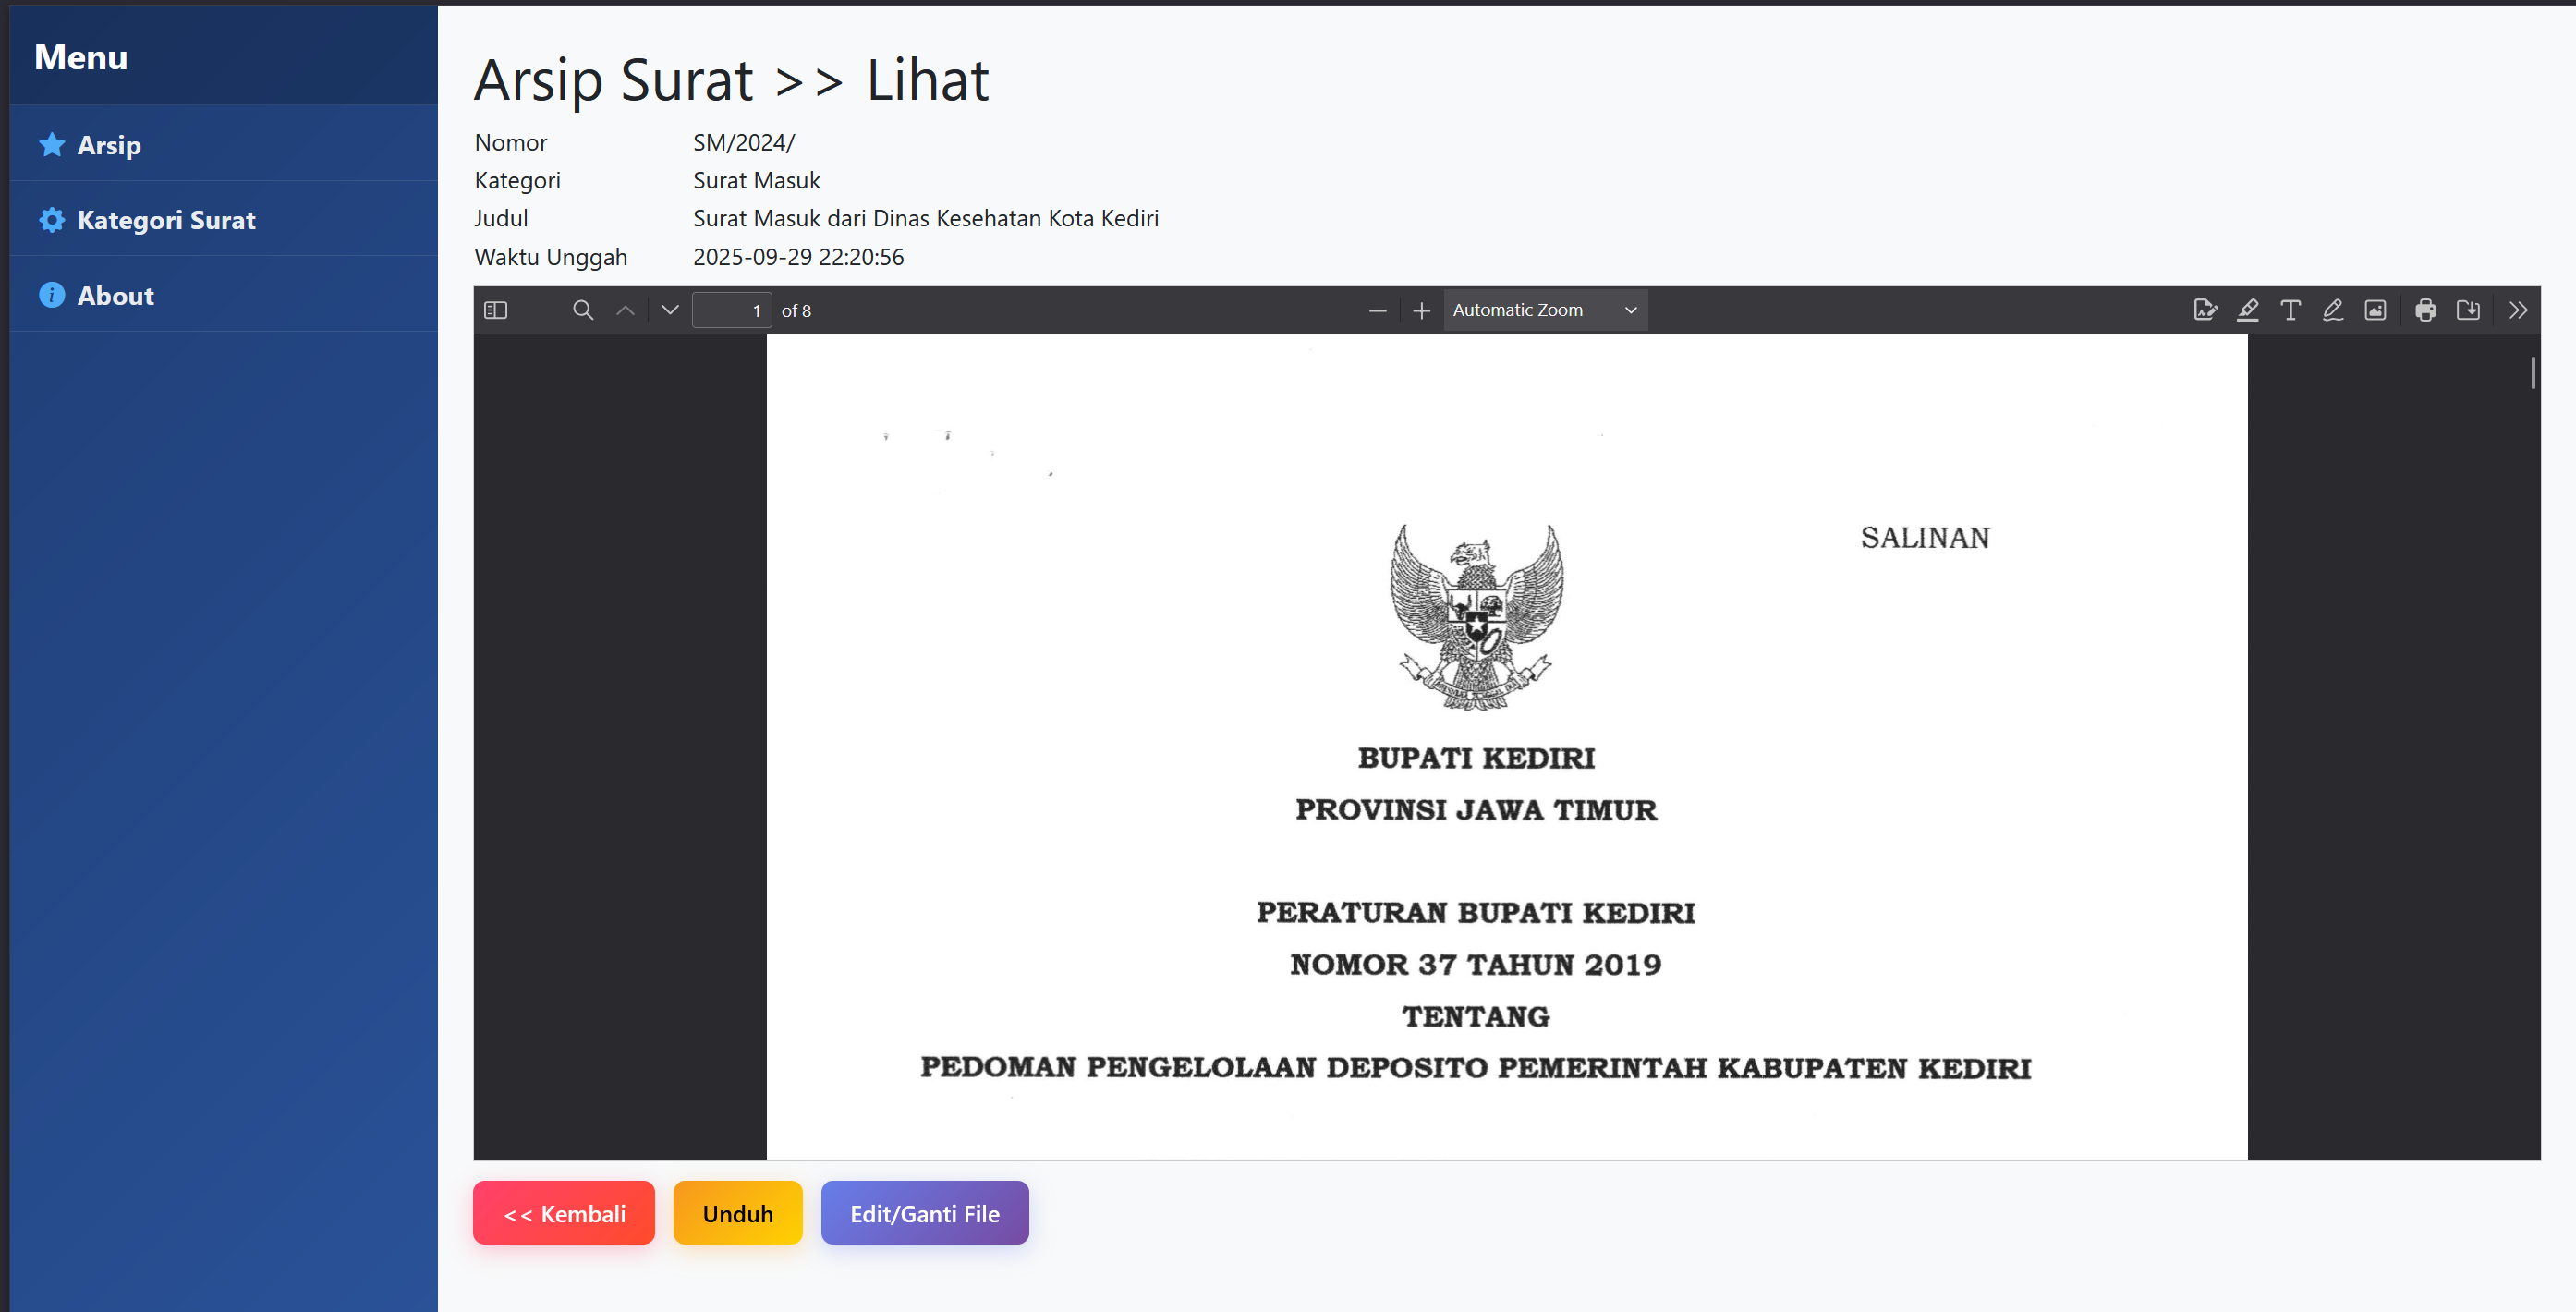 Menu
Arsip
Kategori Surat
About
Arsip Surat >> Lihat
Nomor SM/2024/
Kategori Surat Masuk
Judul Surat Masuk dari Dinas Kesehatan Kota Kediri
Waktu Unggah 2025-09-29 22:20:56
1 of 8
Automatic Zoom
SALINAN
BUPATI KEDIRI
PROVINSI JAWA TIMUR
PERATURAN BUPATI KEDIRI
NOMOR 37 TAHUN 2019
TENTANG
PEDOMAN PENGELOLAAN DEPOSITO PEMERINTAH KABUPATEN KEDIRI
<< Kembali
Unduh
Edit/Ganti File